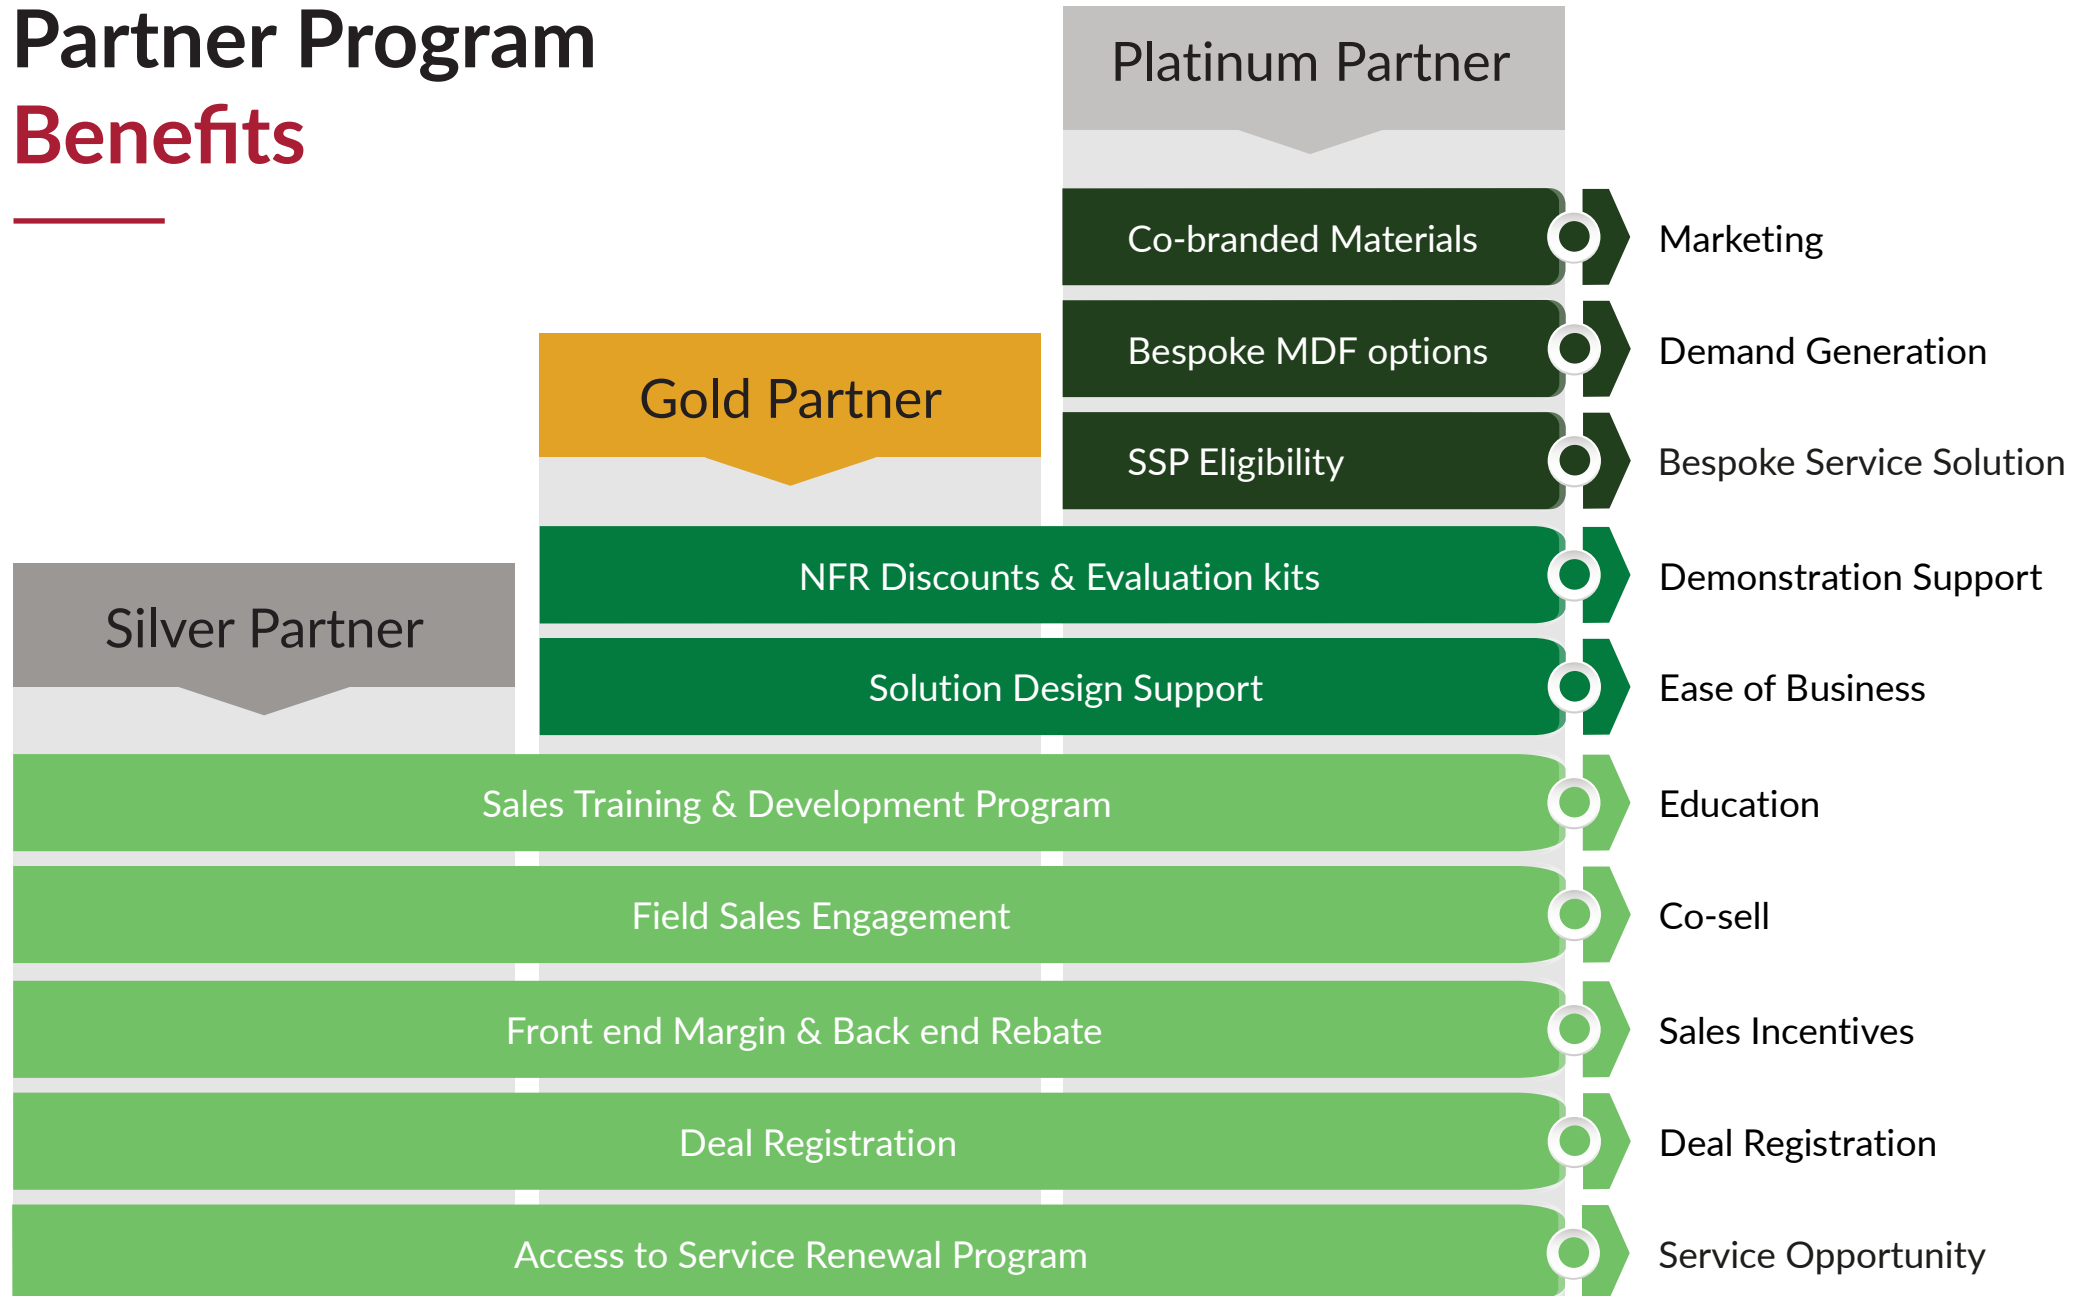 Partner Program
Benefits
Platinum Partner
Co-branded Materials
Marketing
Bespoke MDF options
Demand Generation
Gold Partner
SSP Eligibility
Bespoke Service Solution
NFR Discounts & Evaluation kits
Demonstration Support
Silver Partner
Solution Design Support
Ease of Business
Sales Training & Development Program
Education
Field Sales Engagement
Co-sell
Front end Margin & Back end Rebate
Sales Incentives
Deal Registration
Deal Registration
Access to Service Renewal Program
Service Opportunity